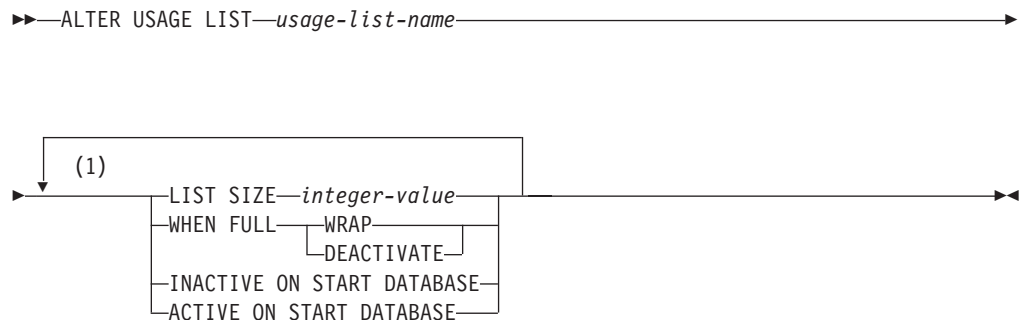 ALTER USAGE LIST usage-list-name
(1)
LIST SIZE integer-value
WHEN FULL WRAP
DEACTIVATE
INACTIVE ON START DATABASE
ACTIVE ON START DATABASE